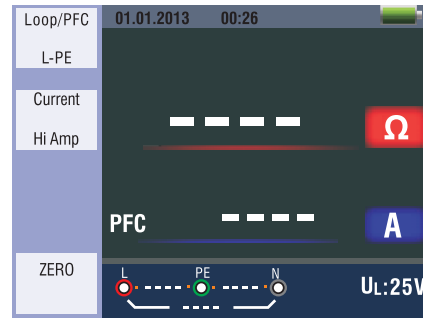 Loop/PFC
L-PE
Current
Hi Amp
ZERO
01.01.2013 00:26
---- Ω
PFC ---- A
L PE N
UL:25V